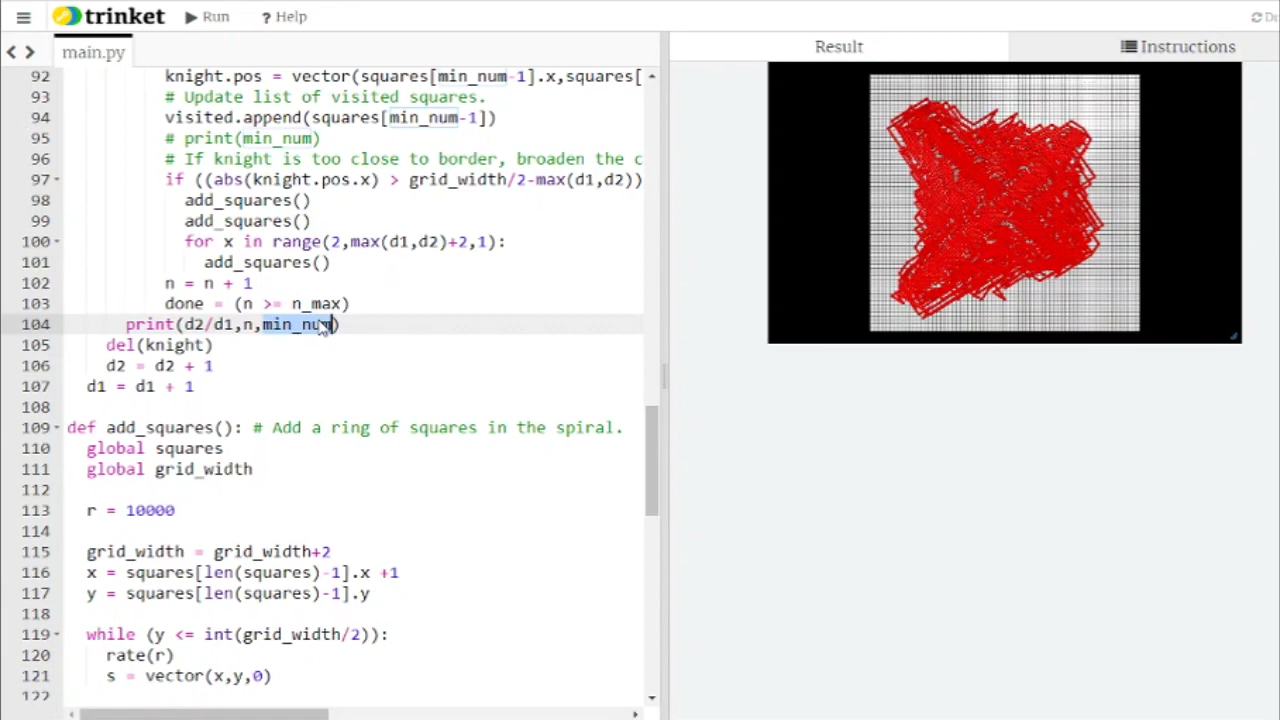 trinket
Run
? Help
Dr
main.py
Result
Instructions
92 knight.pos = vector(squares[min_num-1].x,squares[
93 # Update list of visited squares.
94 visited.append(squares[min_num-1])
95 # print(min_num)
96 # If knight is too close to border, broaden the c
97 if ((abs(knight.pos.x) > grid_width/2-max(d1,d2))
98 add_squares()
99 add_squares()
100 for x in range(2,max(d1,d2)+2,1):
101 add_squares()
102 n = n + 1
103 done = (n >= n_max)
104 print(d2/d1,n,min_num)
105 del(knight)
106 d2 = d2 + 1
107 d1 = d1 + 1
108
109 def add_squares(): # Add a ring of squares in the spiral.
110 global squares
111 global grid_width
112
113 r = 10000
114
115 grid_width = grid_width+2
116 x = squares[len(squares)-1].x +1
117 y = squares[len(squares)-1].y
118
119 while (y <= int(grid_width/2)):
120 rate(r)
121 s = vector(x,y,0)
122